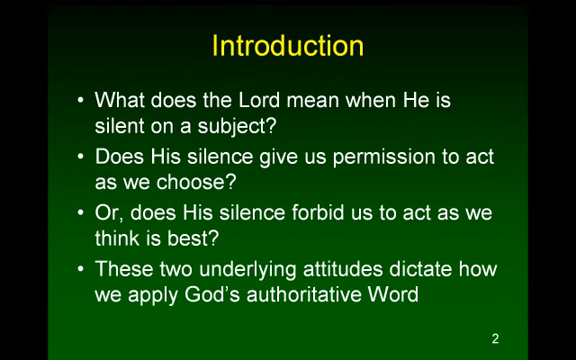 Introduction
• What does the Lord mean when He is
silent on a subject?
• Does His silence give us permission to act
as we choose?
• Or, does His silence forbid us to act as we
think is best?
• These two underlying attitudes dictate how
we apply God's authoritative Word
2